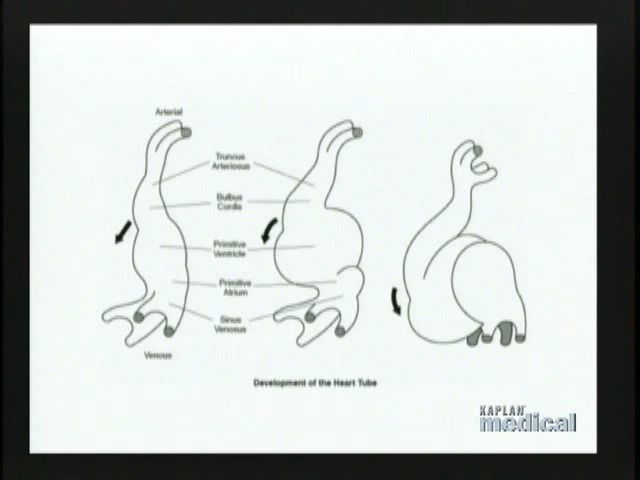 Arterial
Truncus
Arteriosus
Bulbus
Cordis
Primitive
Ventricle
Primitive
Atrium
Sinus
Venosus
Venous
Development of the Heart Tube
KAPLAN
medical